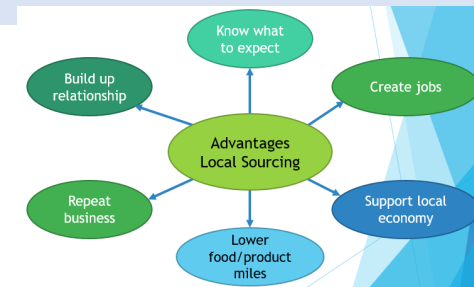 Know what
to expect
Build up
relationship
Create jobs
Advantages
Local Sourcing
Repeat
business
Support local
economy
Lower
food/product
miles